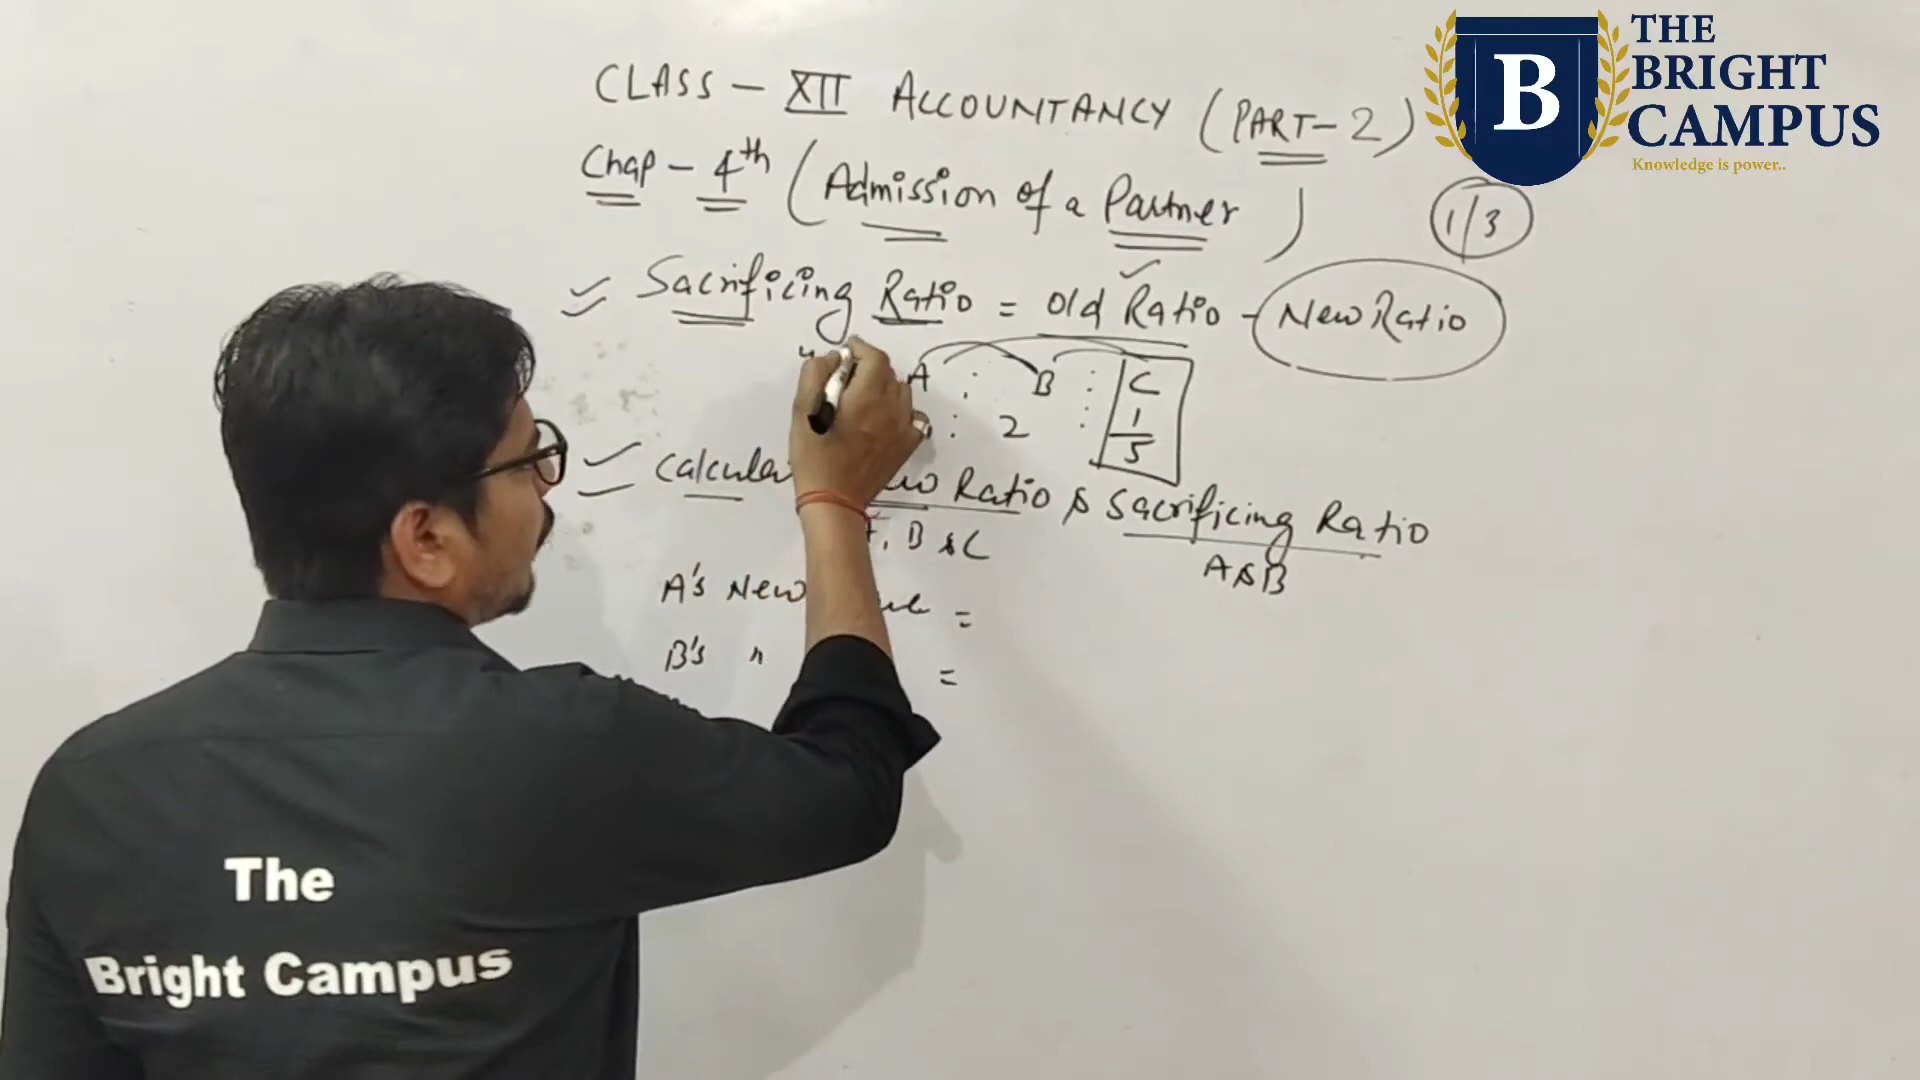 CLASS - XII ACCOUNTANCY (PART-2)
Chap - 4th (Admission of a Partner)
1/3
Sacrificing Ratio = Old Ratio - New Ratio
A : B : C
: 2 : 1/5
Ratio & Sacrificing Ratio
B & C
A & B
A's New =
B's " =
B
THE
BRIGHT
CAMPUS
Knowledge is power..
The
Bright Campus